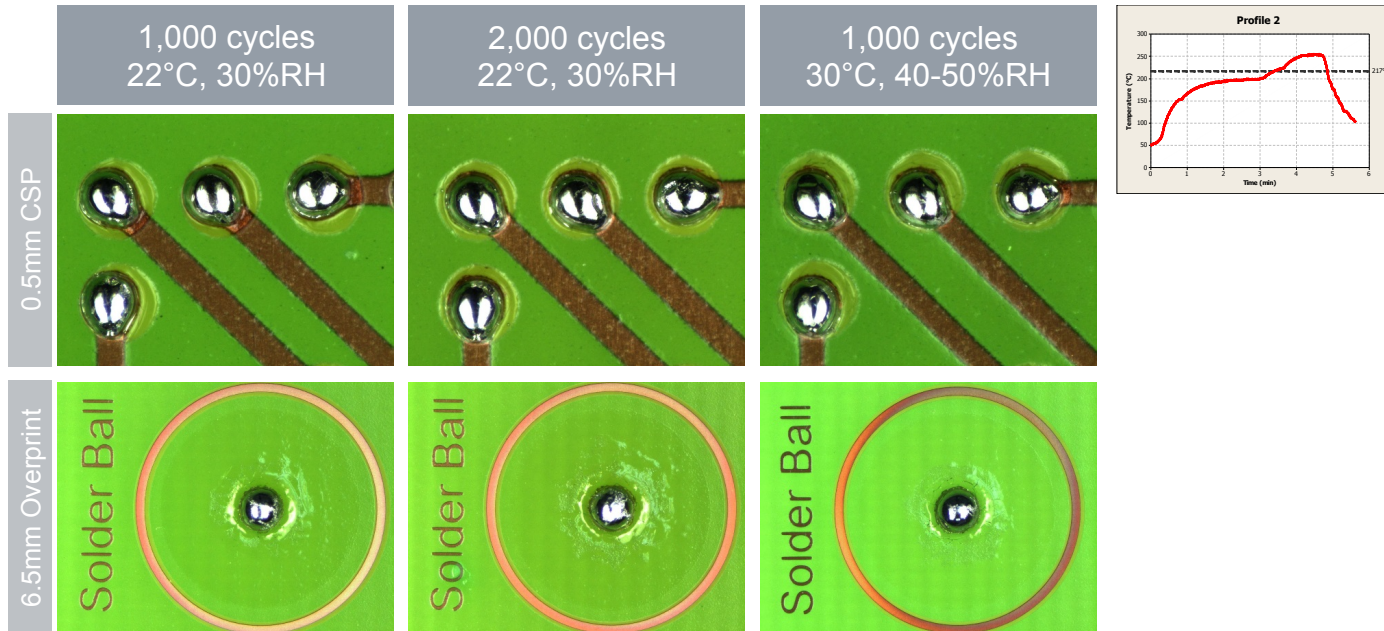 1,000 cycles
22°C, 30%RH
2,000 cycles
22°C, 30%RH
1,000 cycles
30°C, 40-50%RH
Profile 2
300
250
200
150
100
50
0
217°
Temperature (°C)
0 1 2 3 4 5 6
Time (min)
0.5mm CSP
6.5mm Overprint
Solder Ball
Solder Ball
Solder Ball